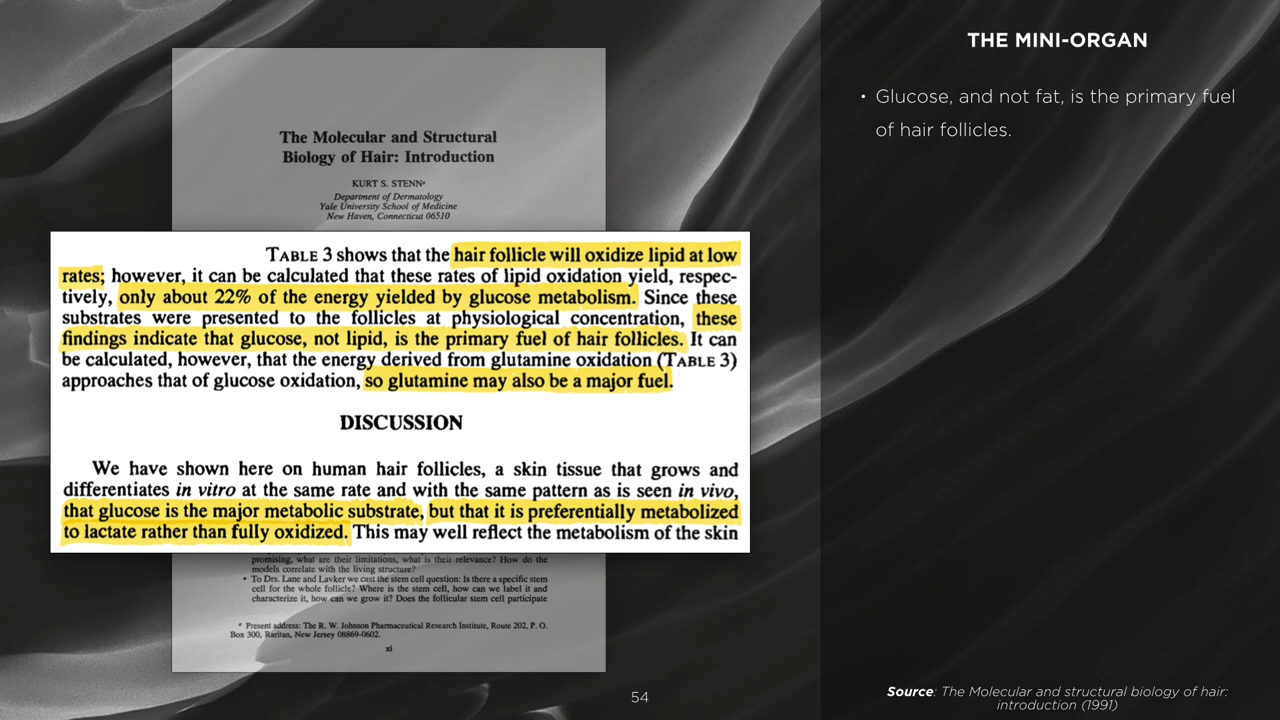 THE MINI-ORGAN
• Glucose, and not fat, is the primary fuel
of hair follicles.
The Molecular and Structural
Biology of Hair: Introduction
KURT S. STENNᵃ
Department of Dermatology
Yale University School of Medicine
New Haven, Connecticut 06510
TABLE 3 shows that the hair follicle will oxidize lipid at low
rates; however, it can be calculated that these rates of lipid oxidation yield, respec-
tively, only about 22% of the energy yielded by glucose metabolism. Since these
substrates were presented to the follicles at physiological concentration, these
findings indicate that glucose, not lipid, is the primary fuel of hair follicles. It can
be calculated, however, that the energy derived from glutamine oxidation (TABLE 3)
approaches that of glucose oxidation, so glutamine may also be a major fuel.
DISCUSSION
We have shown here on human hair follicles, a skin tissue that grows and
differentiates in vitro at the same rate and with the same pattern as is seen in vivo,
that glucose is the major metabolic substrate, but that it is preferentially metabolized
to lactate rather than fully oxidized. This may well reflect the metabolism of the skin
promising, what are their limitations, what is their relevance? How do the
models correlate with the living structure?
• To Drs. Lane and Lavker we cast the stem cell question: Is there a specific stem
cell for the whole follicle? Where is the stem cell, how can we label it and
characterize it, how can we grow it? Does the follicular stem cell participate
ᵃ Present address: The R. W. Johnson Pharmaceutical Research Institute, Route 202, P. O.
Box 300, Raritan, New Jersey 08869-0602.
xi
54
Source: The Molecular and structural biology of hair:
introduction (1991)